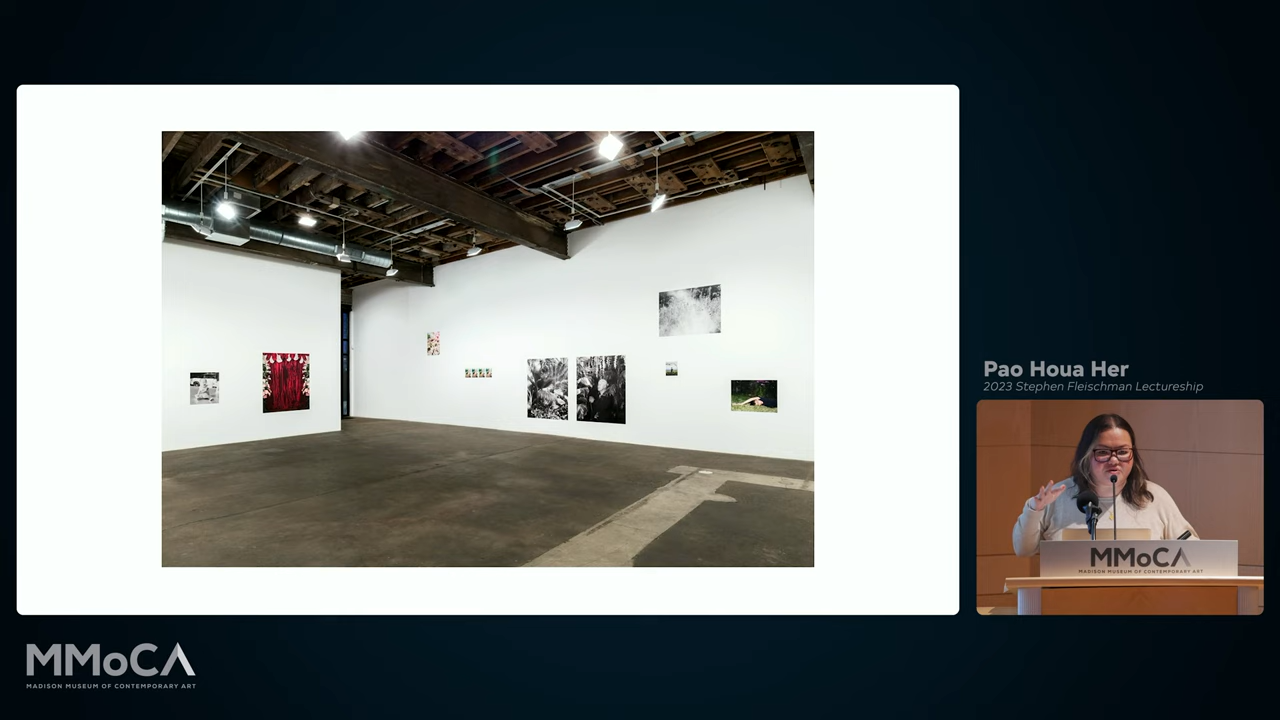 Pao Houa Her
2023 Stephen Fleischman Lectureship
MMoCA
MADISON MUSEUM OF CONTEMPORARY ART
MMoCA
MADISON MUSEUM OF CONTEMPORARY ART